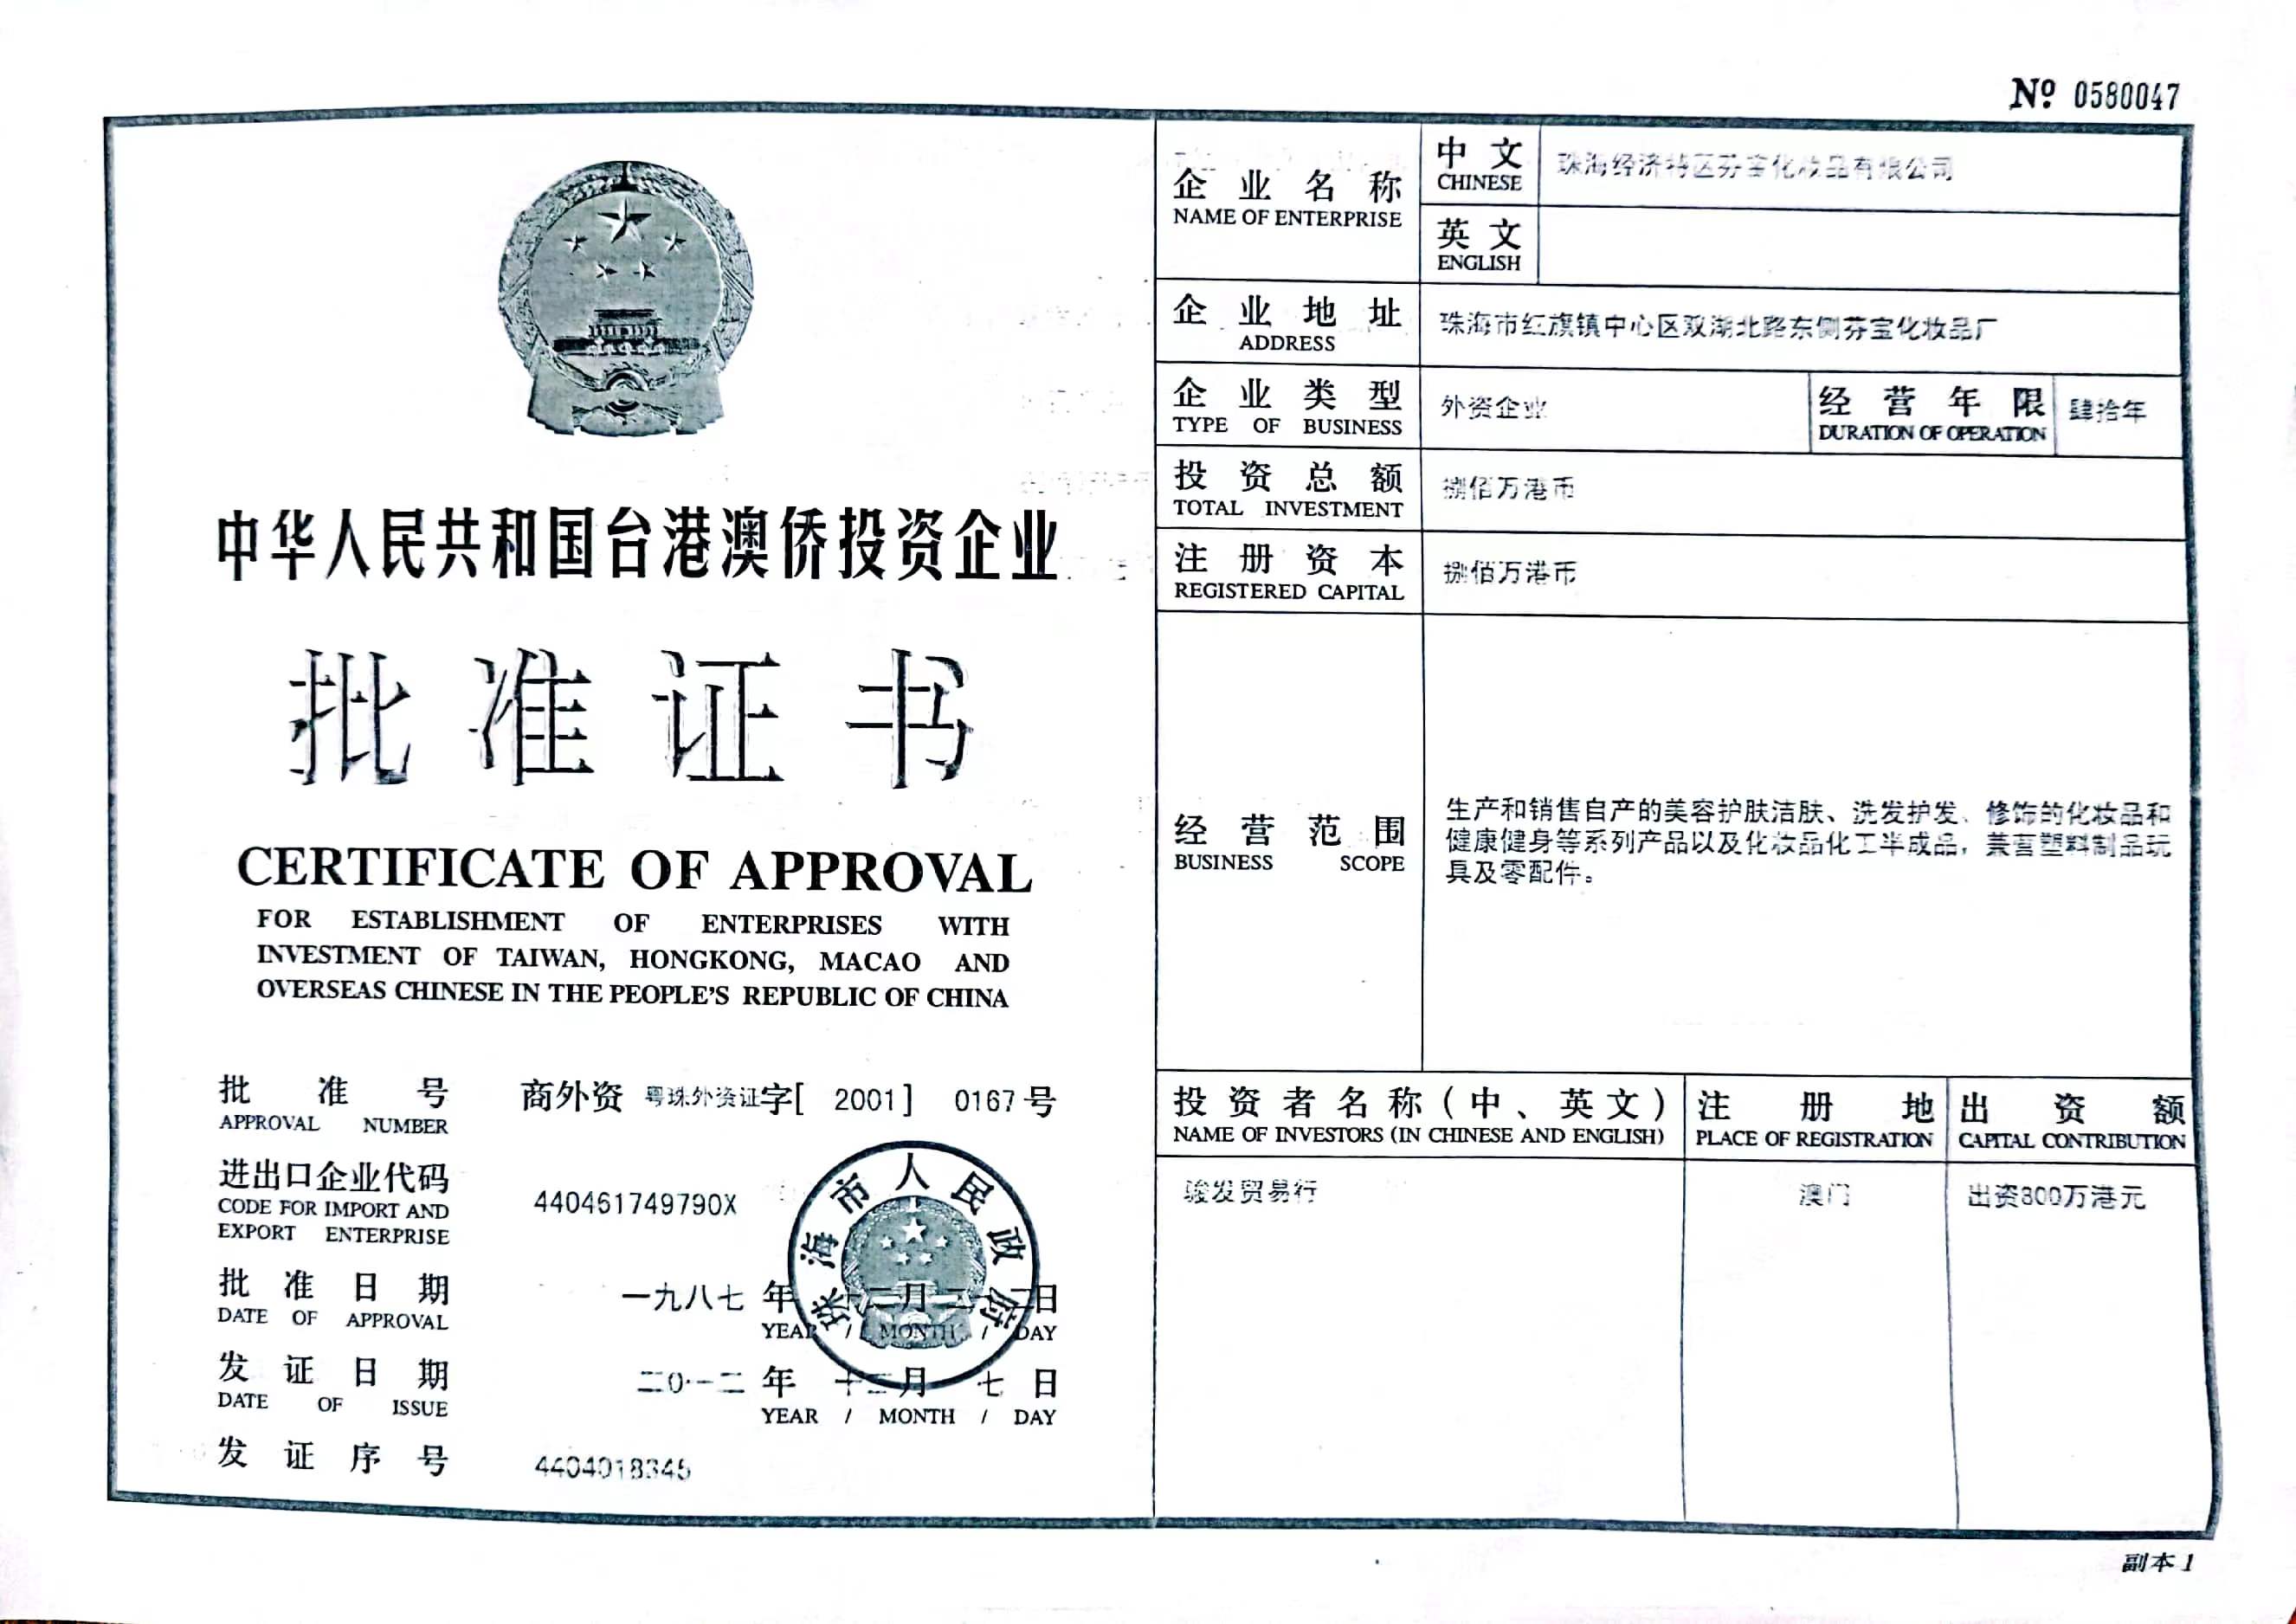 № 0580047
中华人民共和国台港澳侨投资企业
批准证书
CERTIFICATE OF APPROVAL
FOR ESTABLISHMENT OF ENTERPRISES WITH
INVESTMENT OF TAIWAN, HONGKONG, MACAO AND
OVERSEAS CHINESE IN THE PEOPLE'S REPUBLIC OF CHINA
批准号 商外资 粤珠外资证字[ 2001 ] 0167 号
APPROVAL NUMBER
进出口企业代码 440461749790X
CODE FOR IMPORT AND
EXPORT ENTERPRISE
批准日期 一九八七 年 十二月 日
DATE OF APPROVAL YEAR / MONTH / DAY
发证日期 二0一二 年 十二月 七 日
DATE OF ISSUE YEAR / MONTH / DAY
发证序号 4404018345
珠海市人民政府
企业名称
NAME OF ENTERPRISE
中文 珠海经济特区芬宝化妆品有限公司
CHINESE
英文
ENGLISH
企业地址 珠海市红旗镇中心区双湖北路东侧芬宝化妆品厂
ADDRESS
企业类型 外资企业 经营年限 肆拾年
TYPE OF BUSINESS DURATION OF OPERATION
投资总额 捌佰万港币
TOTAL INVESTMENT
注册资本 捌佰万港币
REGISTERED CAPITAL
经营范围
BUSINESS SCOPE
生产和销售自产的美容护肤洁肤、洗发护发、修饰的化妆品和
健康健身等系列产品以及化妆品化工半成品，兼营塑料制品玩
具及零配件。
投资者名称(中、英文) 注册地 出资额
NAME OF INVESTORS (IN CHINESE AND ENGLISH) PLACE OF REGISTRATION CAPITAL CONTRIBUTION
骏发贸易行 澳门 出资800万港元
副本1